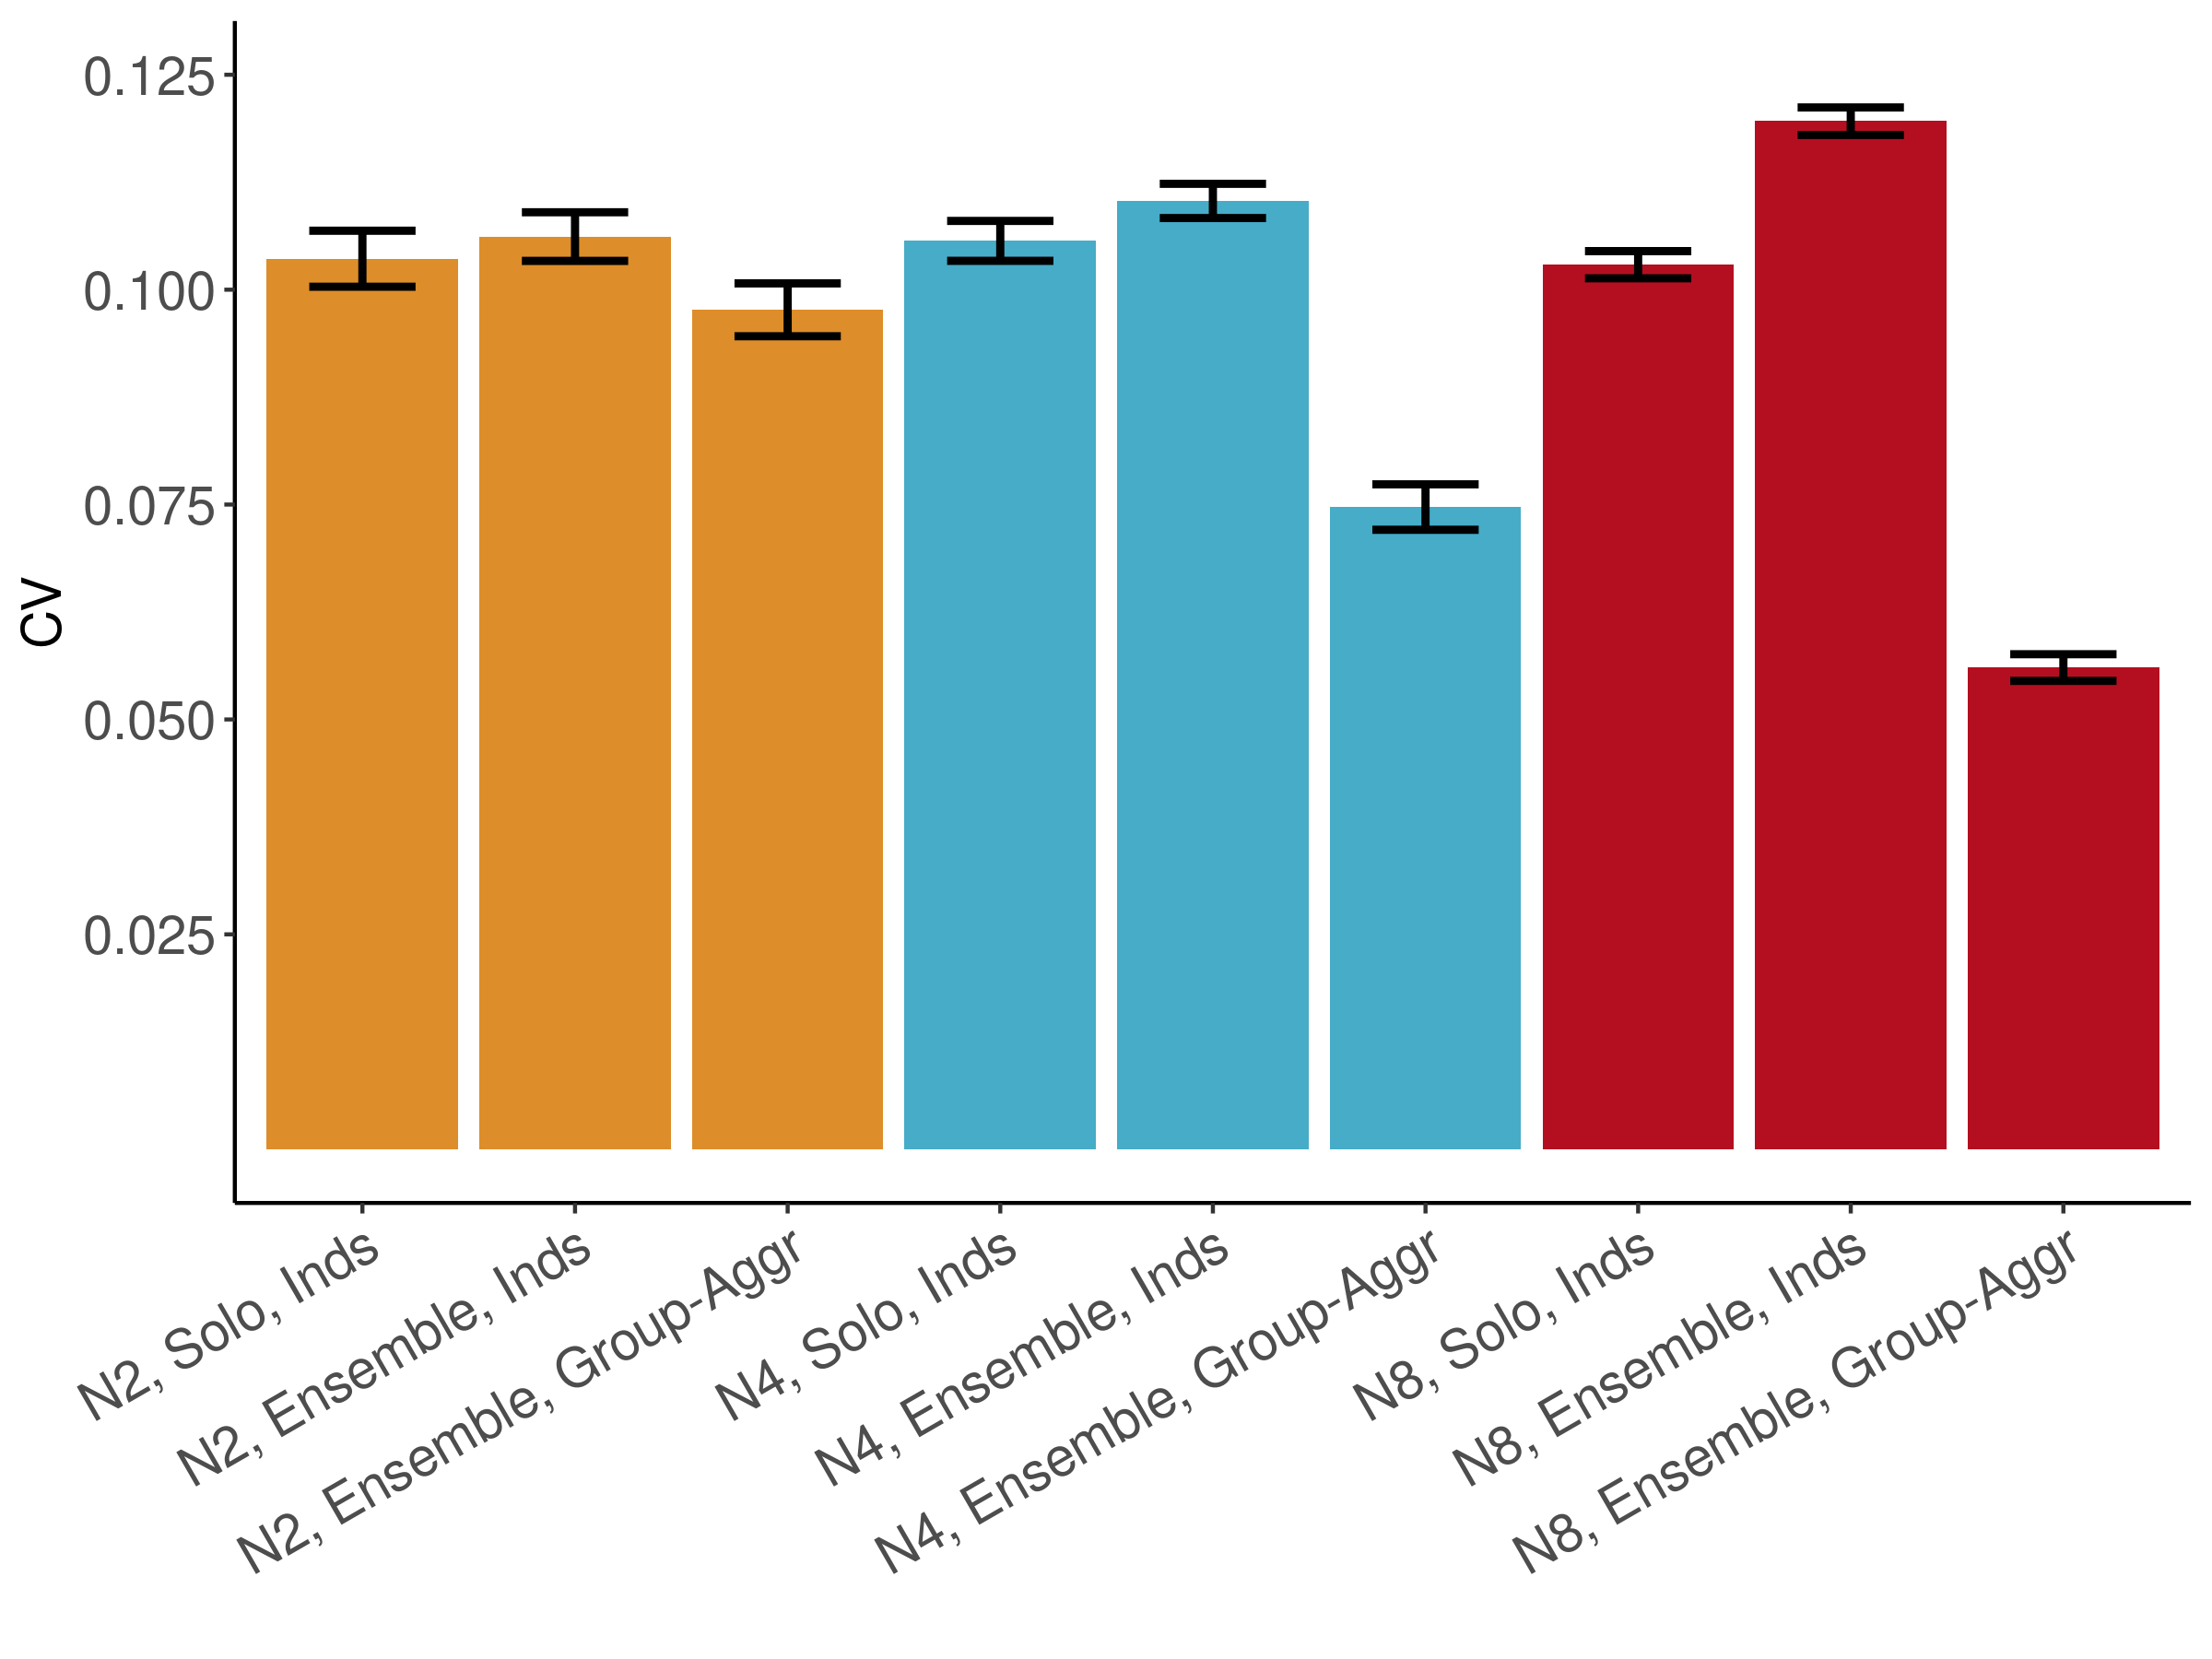 CV
0.125
0.100
0.075
0.050
0.025
N2, Solo, Inds
N2, Ensemble, Inds
N2, Ensemble, Group-Aggr
N4, Solo, Inds
N4, Ensemble, Inds
N4, Ensemble, Group-Aggr
N8, Solo, Inds
N8, Ensemble, Inds
N8, Ensemble, Group-Aggr